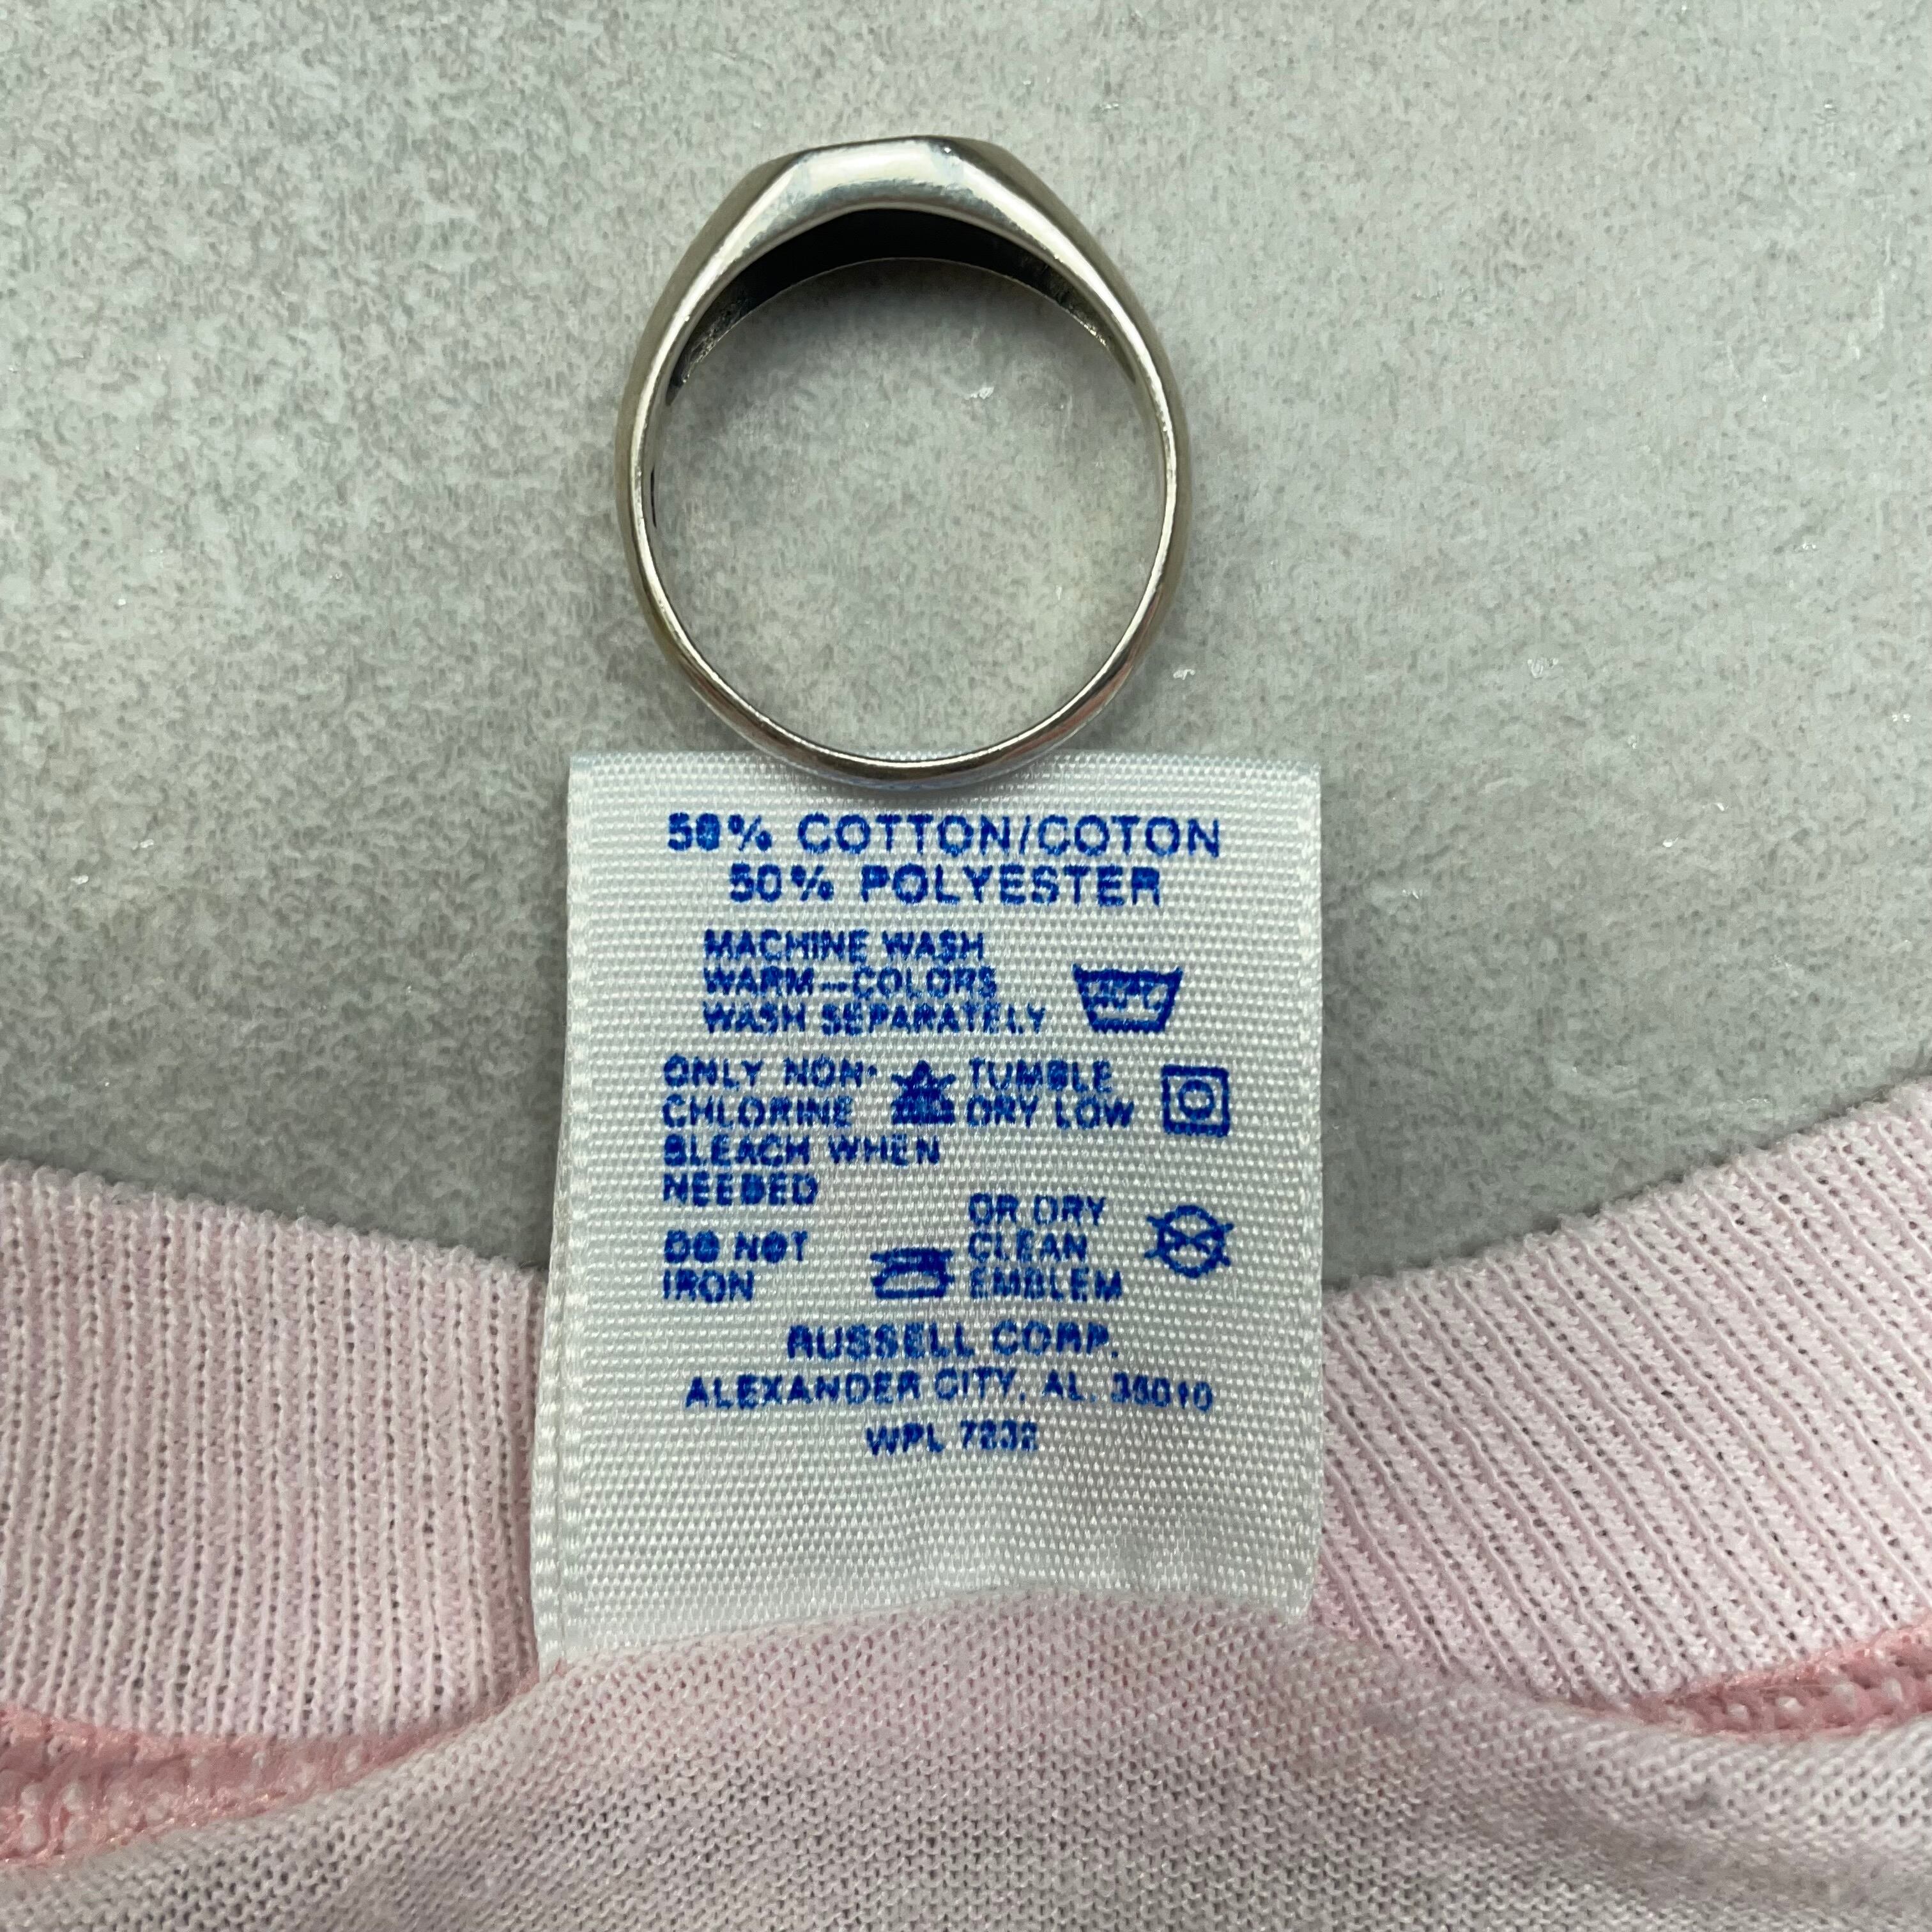 50% COTTON/COTON
50% POLYESTER
MACHINE WASH
WARM—COLORS
WASH SEPARATELY
ONLY NON-
CHLORINE
BLEACH WHEN
NEEDED
TUMBLE
DRY LOW
DO NOT
IRON
OR DRY
CLEAN
EMBLEM
RUSSELL CORP.
ALEXANDER CITY, AL. 35010
WPL 7232